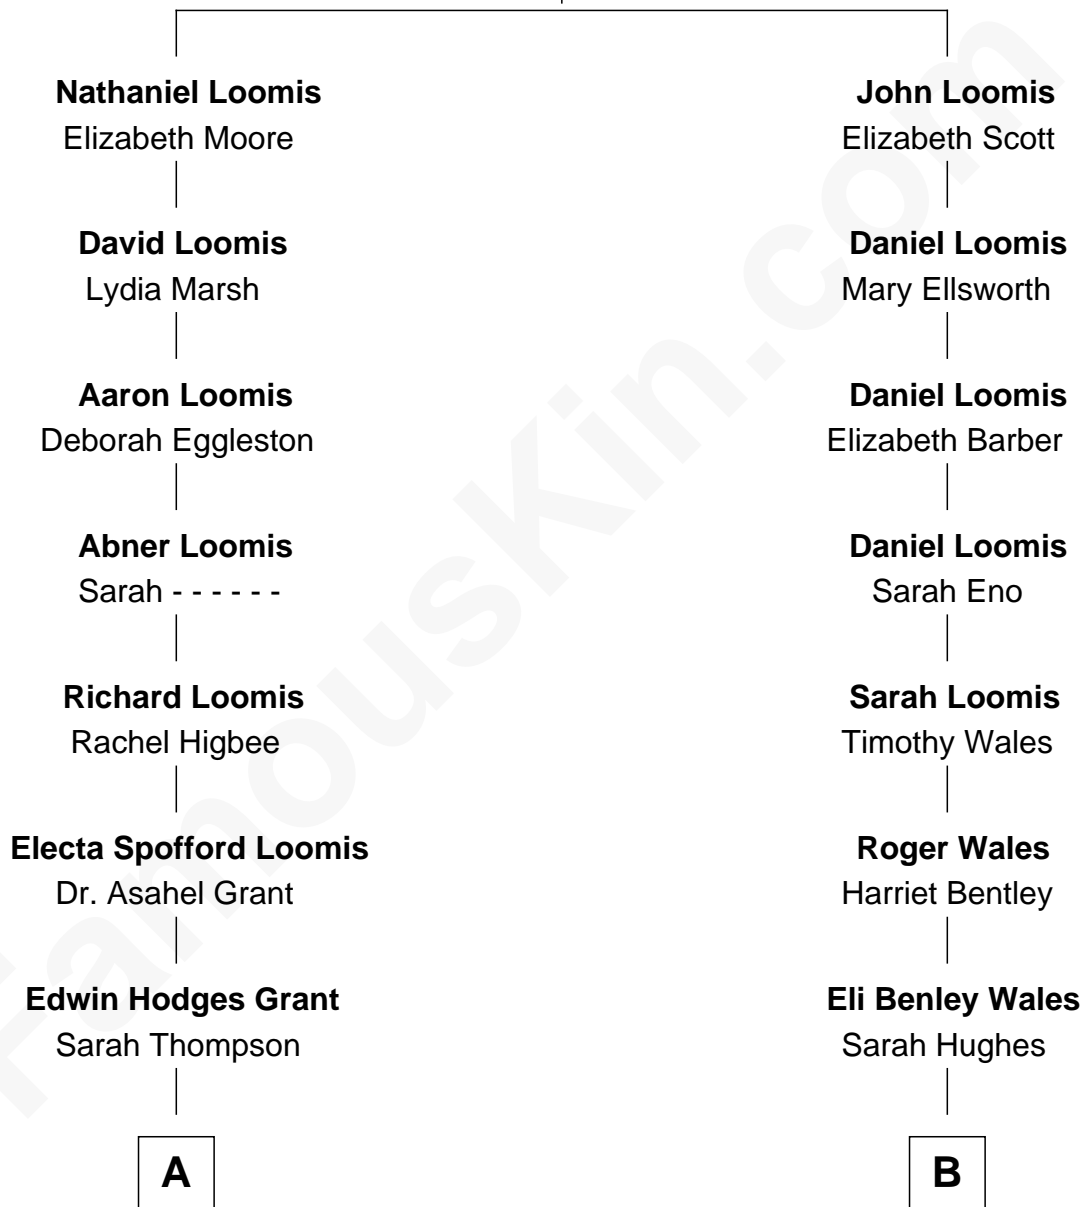 Nathaniel Loomis
Elizabeth Moore
John Loomis
Elizabeth Scott
David Loomis
Lydia Marsh
Daniel Loomis
Mary Ellsworth
Aaron Loomis
Deborah Eggleston
Daniel Loomis
Elizabeth Barber
Abner Loomis
Sarah - - - - - -
Daniel Loomis
Sarah Eno
Richard Loomis
Rachel Higbee
Sarah Loomis
Timothy Wales
Electa Spofford Loomis
Dr. Asahel Grant
Roger Wales
Harriet Bentley
Edwin Hodges Grant
Sarah Thompson
Eli Benley Wales
Sarah Hughes
A
B
FamousKin.com